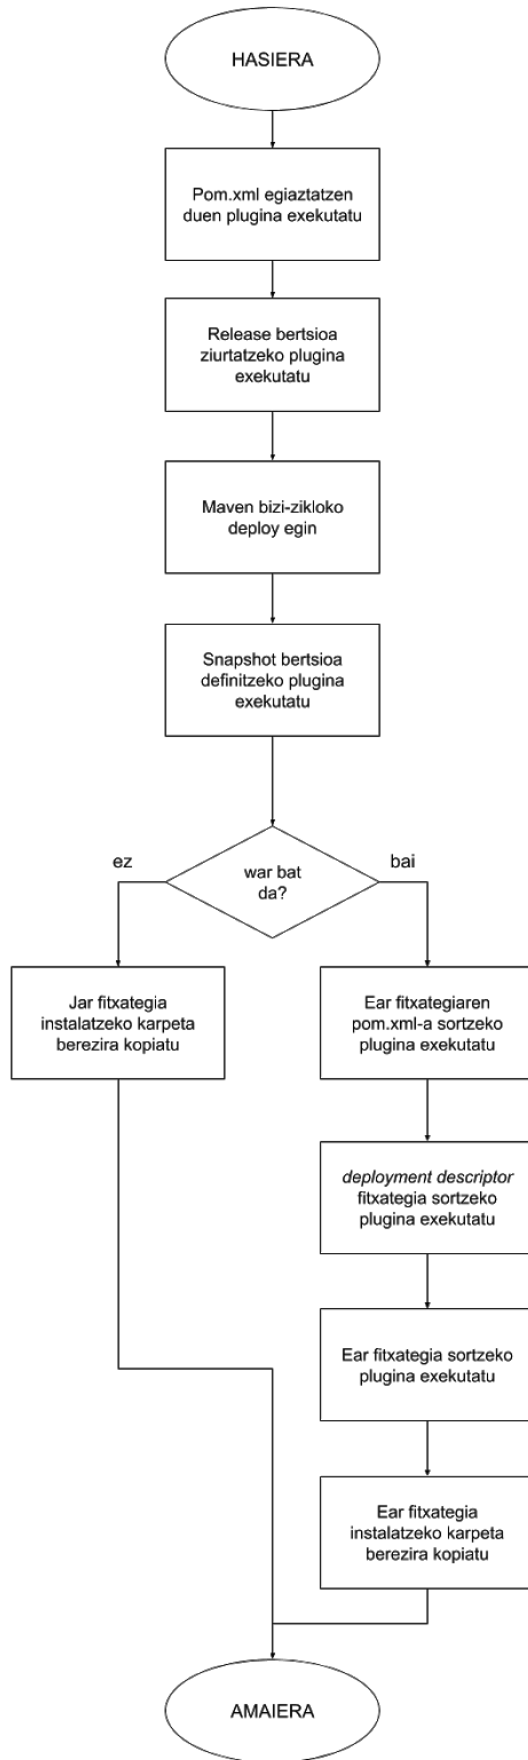 HASIERA
Pom.xml egiaztatzen
duen plugina exekutatu
Release bertsioa
ziurtatzeko plugina
exekutatu
Maven bizi-zikloko
deploy egin
Snapshot bertsioa
definitzeko plugina
exekutatu
ez
war bat
da?
bai
Jar fitxategia
instalatzeko karpeta
berezira kopiatu
Ear fitxategiaren
pom.xml-a sortzeko
plugina exekutatu
deployment descriptor
fitxategia sortzeko
plugina exekutatu
Ear fitxategia sortzeko
plugina exekutatu
Ear fitxategia
instalatzeko karpeta
berezira kopiatu
AMAIERA